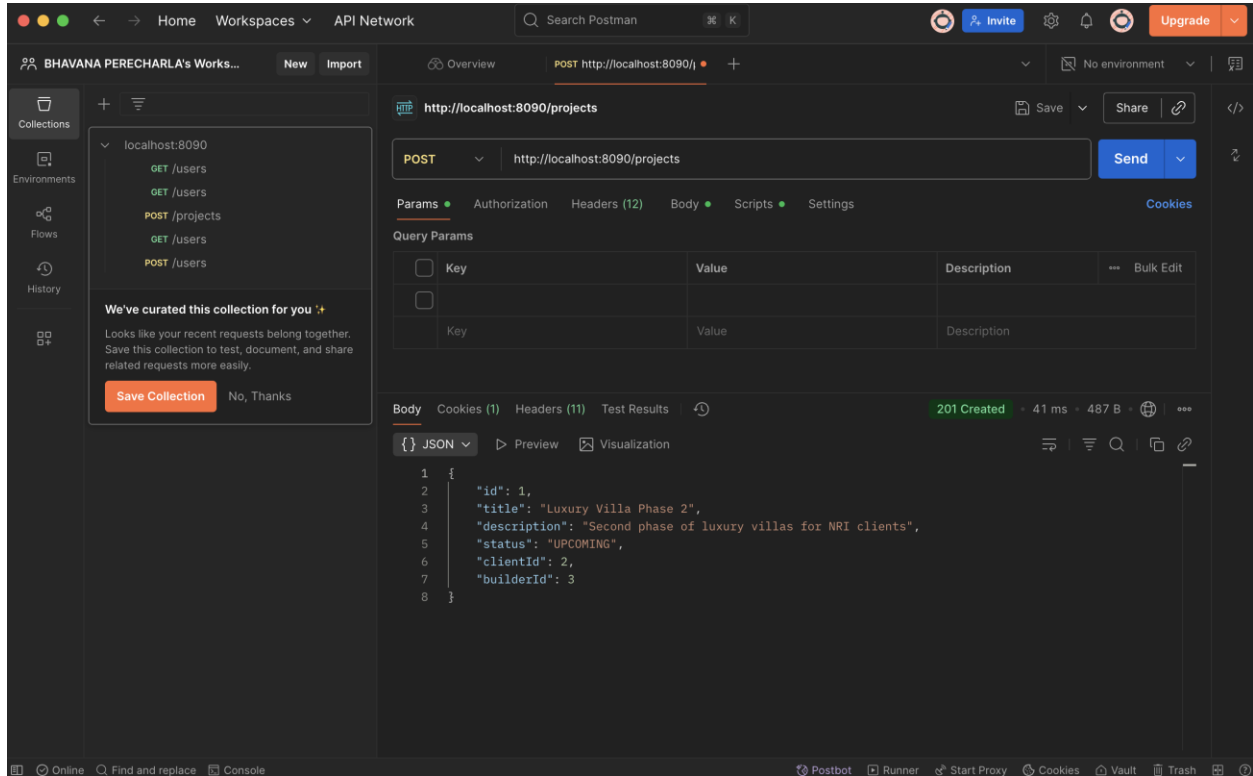 Home Workspaces API Network Search Postman ⌘ K Invite Upgrade
BHAVANA PERECHARLA's Works... New Import Overview POST http://localhost:8090/p No environment
Collections
Environments
Flows
History
localhost:8090
GET /users
GET /users
POST /projects
GET /users
POST /users
We've curated this collection for you ✨
Looks like your recent requests belong together.
Save this collection to test, document, and share
related requests more easily.
Save Collection No, Thanks
HTTP http://localhost:8090/projects Save Share
POST http://localhost:8090/projects Send
Params Authorization Headers (12) Body Scripts Settings Cookies
Query Params
Key Value Description Bulk Edit
Key Value Description
Body Cookies (1) Headers (11) Test Results 201 Created 41 ms 487 B
{} JSON Preview Visualization
1 {
2 "id": 1,
3 "title": "Luxury Villa Phase 2",
4 "description": "Second phase of luxury villas for NRI clients",
5 "status": "UPCOMING",
6 "clientId": 2,
7 "builderId": 3
8 }
Online Find and replace Console Postbot Runner Start Proxy Cookies Vault Trash